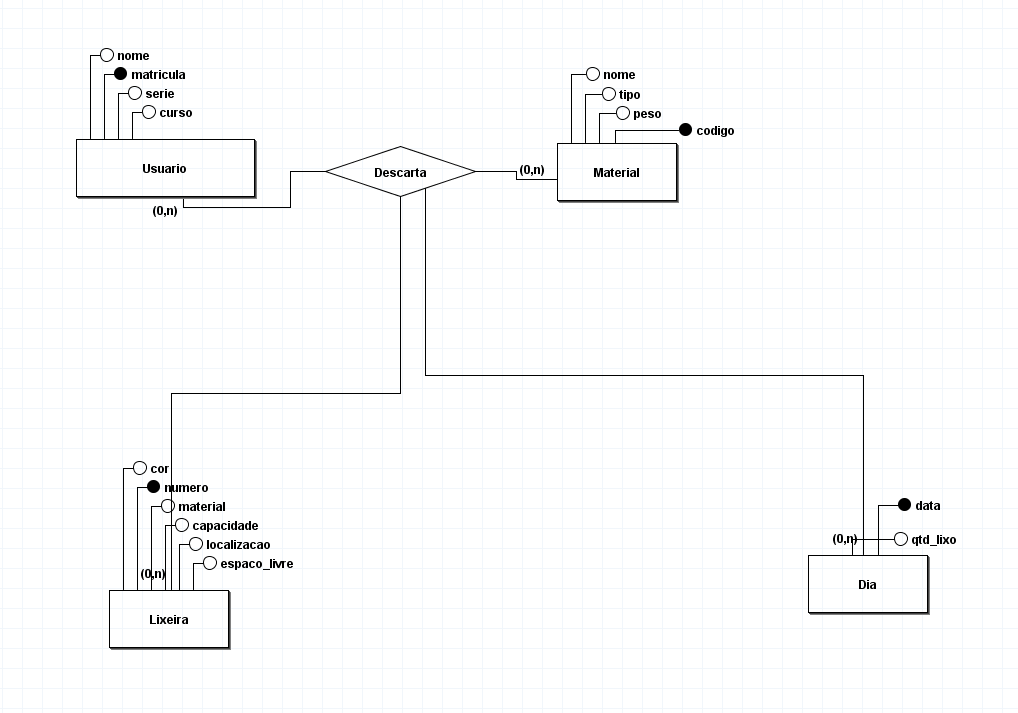 nome
matricula
serie
curso
Usuario
(0,n)
Descarta
nome
tipo
peso
codigo
(0,n)
Material
cor
numero
material
capacidade
localizacao
espaco_livre
(0,n)
Lixeira
data
(0,n)
qtd_lixo
Dia